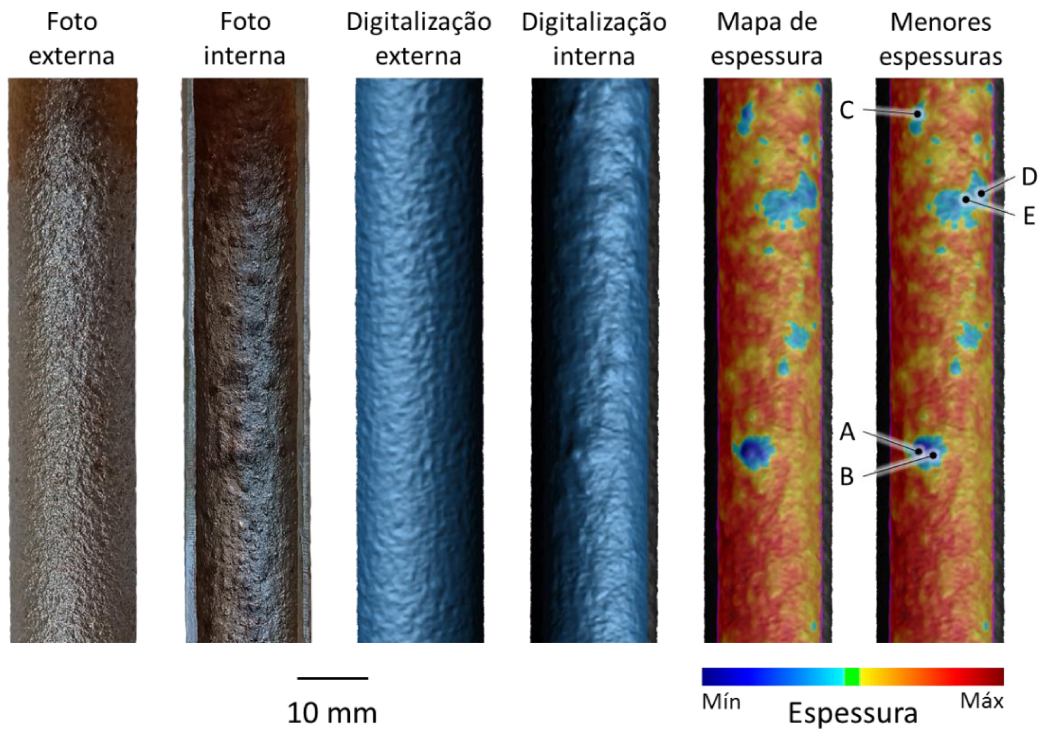 Foto
externa
Foto
interna
Digitalização
externa
Digitalização
interna
Mapa de
espessura
Menores
espessuras
C
D
E
A
B
10 mm
Mín
Máx
Espessura